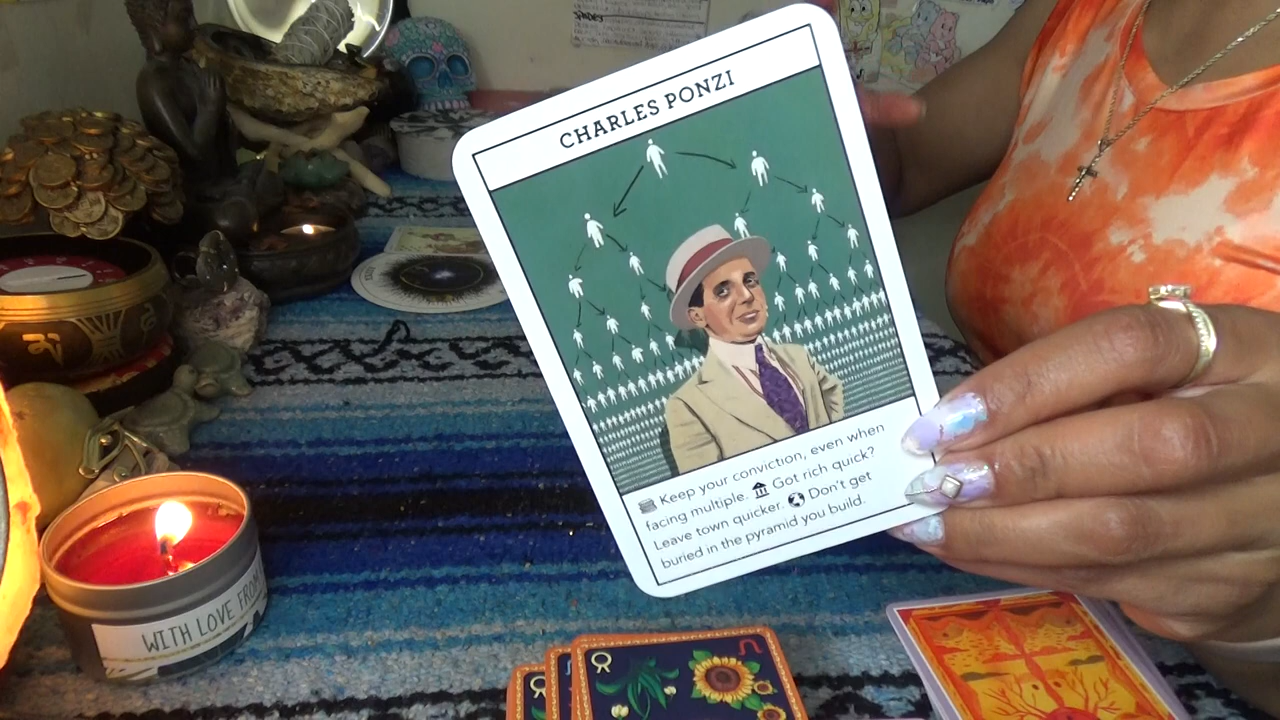 CHARLES PONZI
Keep your conviction, even when
facing multiple. Got rich quick?
Leave town quicker. Don't get
buried in the pyramid you build.
WITH LOVE FROM